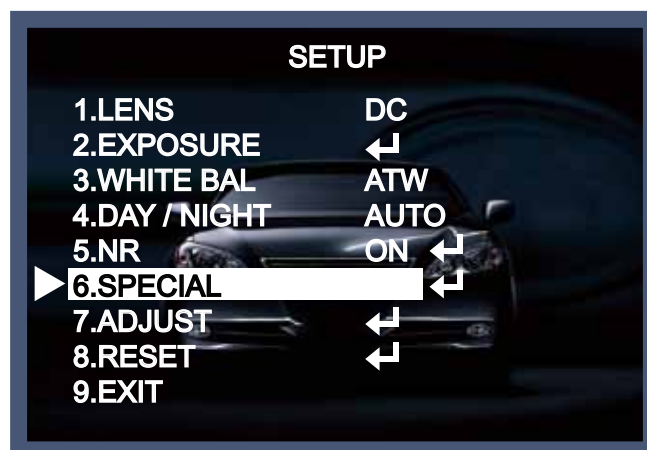 SETUP
1.LENS DC
2.EXPOSURE ↵
3.WHITE BAL ATW
4.DAY / NIGHT AUTO
5.NR ON ↵
6.SPECIAL ↵
7.ADJUST ↵
8.RESET ↵
9.EXIT